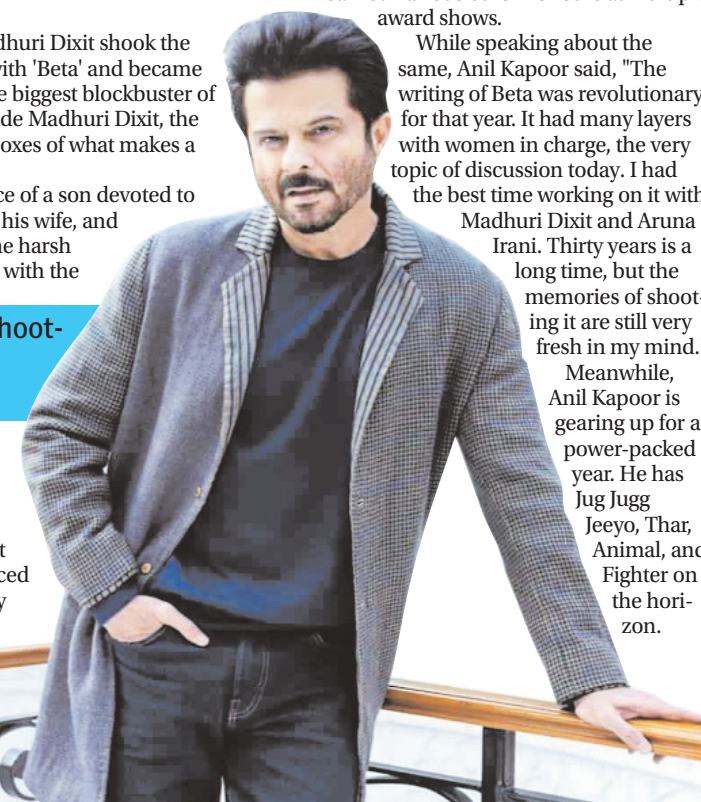 dhuri Dixit shook the
with 'Beta' and became
e biggest blockbuster of
de Madhuri Dixit, the
oxes of what makes a
ce of a son devoted to
his wife, and
ne harsh
with the
hoot-
t
ced
y
award shows.
While speaking about the
same, Anil Kapoor said, "The
writing of Beta was revolutionary
for that year. It had many layers
with women in charge, the very
topic of discussion today. I had
the best time working on it with
Madhuri Dixit and Aruna
Irani. Thirty years is a
long time, but the
memories of shoot-
ing it are still very
fresh in my mind.
Meanwhile,
Anil Kapoor is
gearing up for a
power-packed
year. He has
Jug Jugg
Jeeyo, Thar,
Animal, and
Fighter on
the hori-
zon.